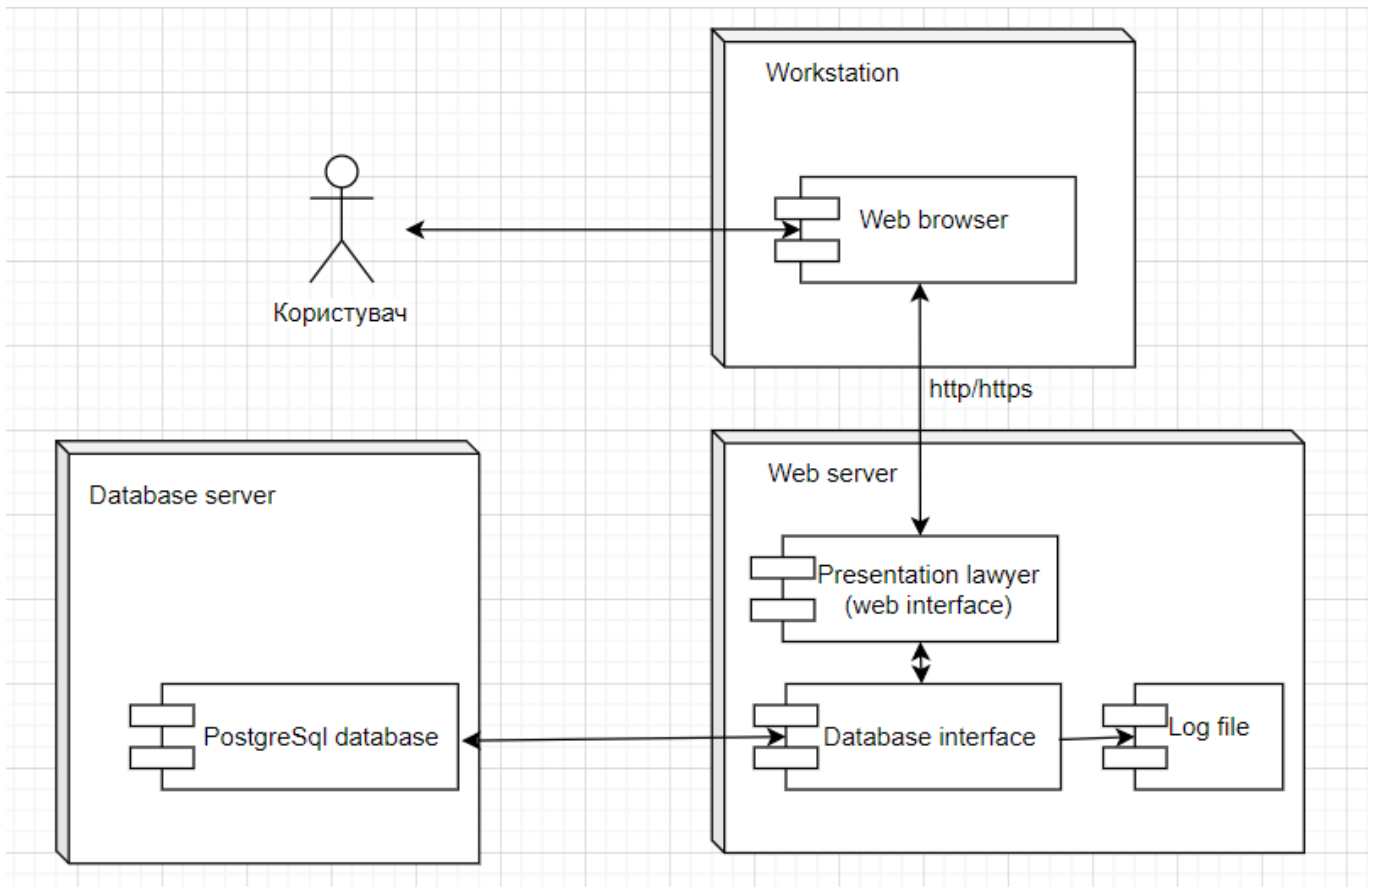 Workstation
Web browser
Користувач
http/https
Web server
Database server
Presentation lawyer
(web interface)
PostgreSql database
Database interface
Log file